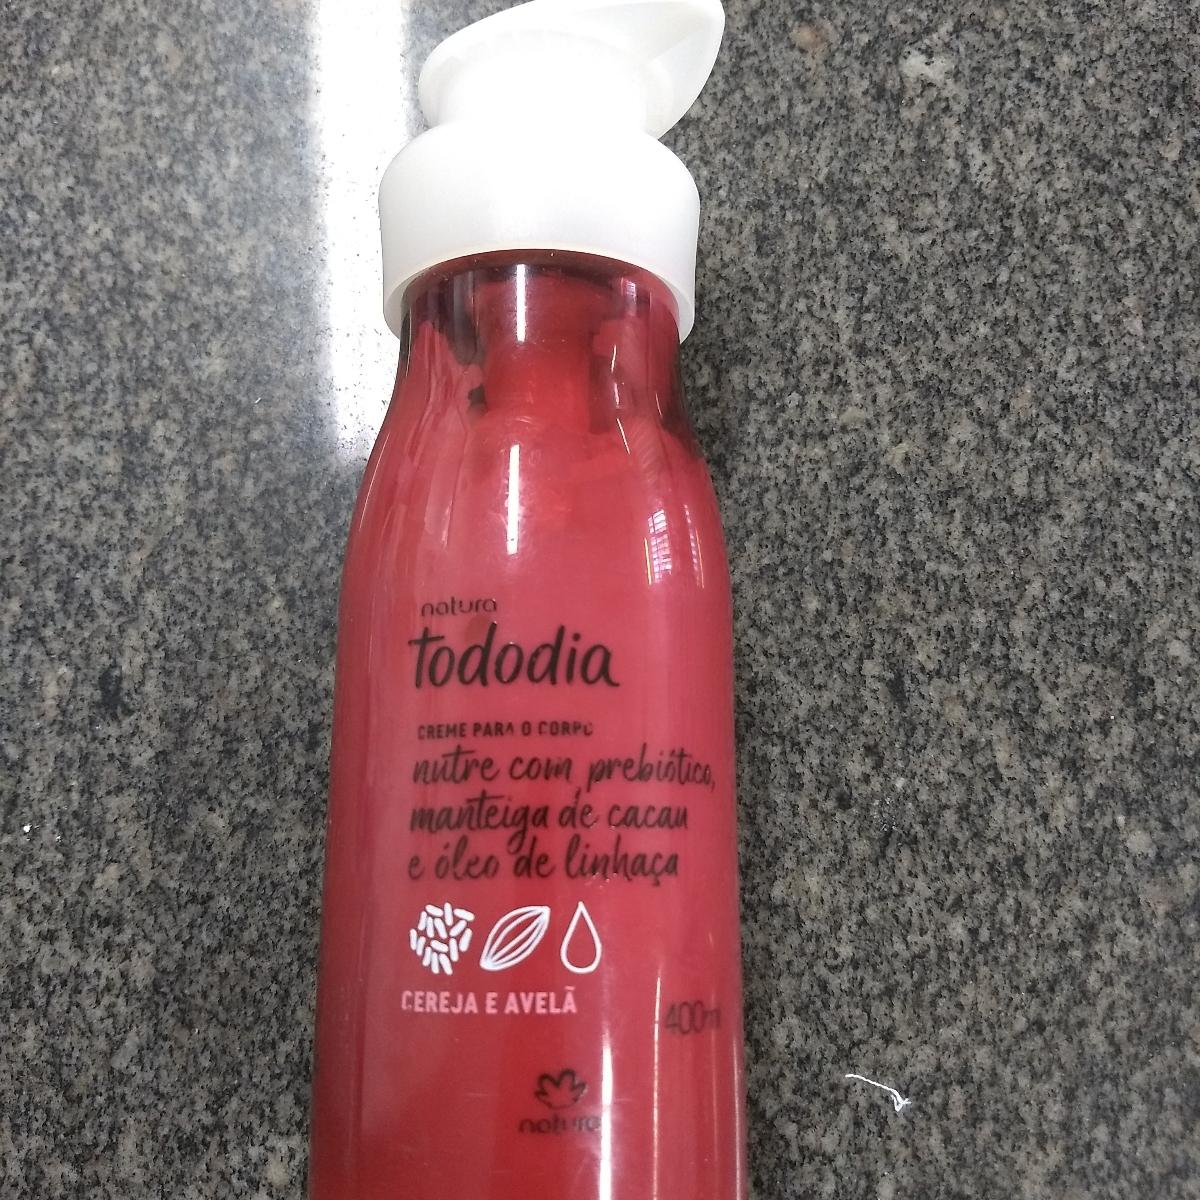 natura
tododia
CREME PARA O CORPO
nutre com prebiótico,
manteiga de cacau
e óleo de linhaça
CEREJA E AVELÃ
400ml
natura